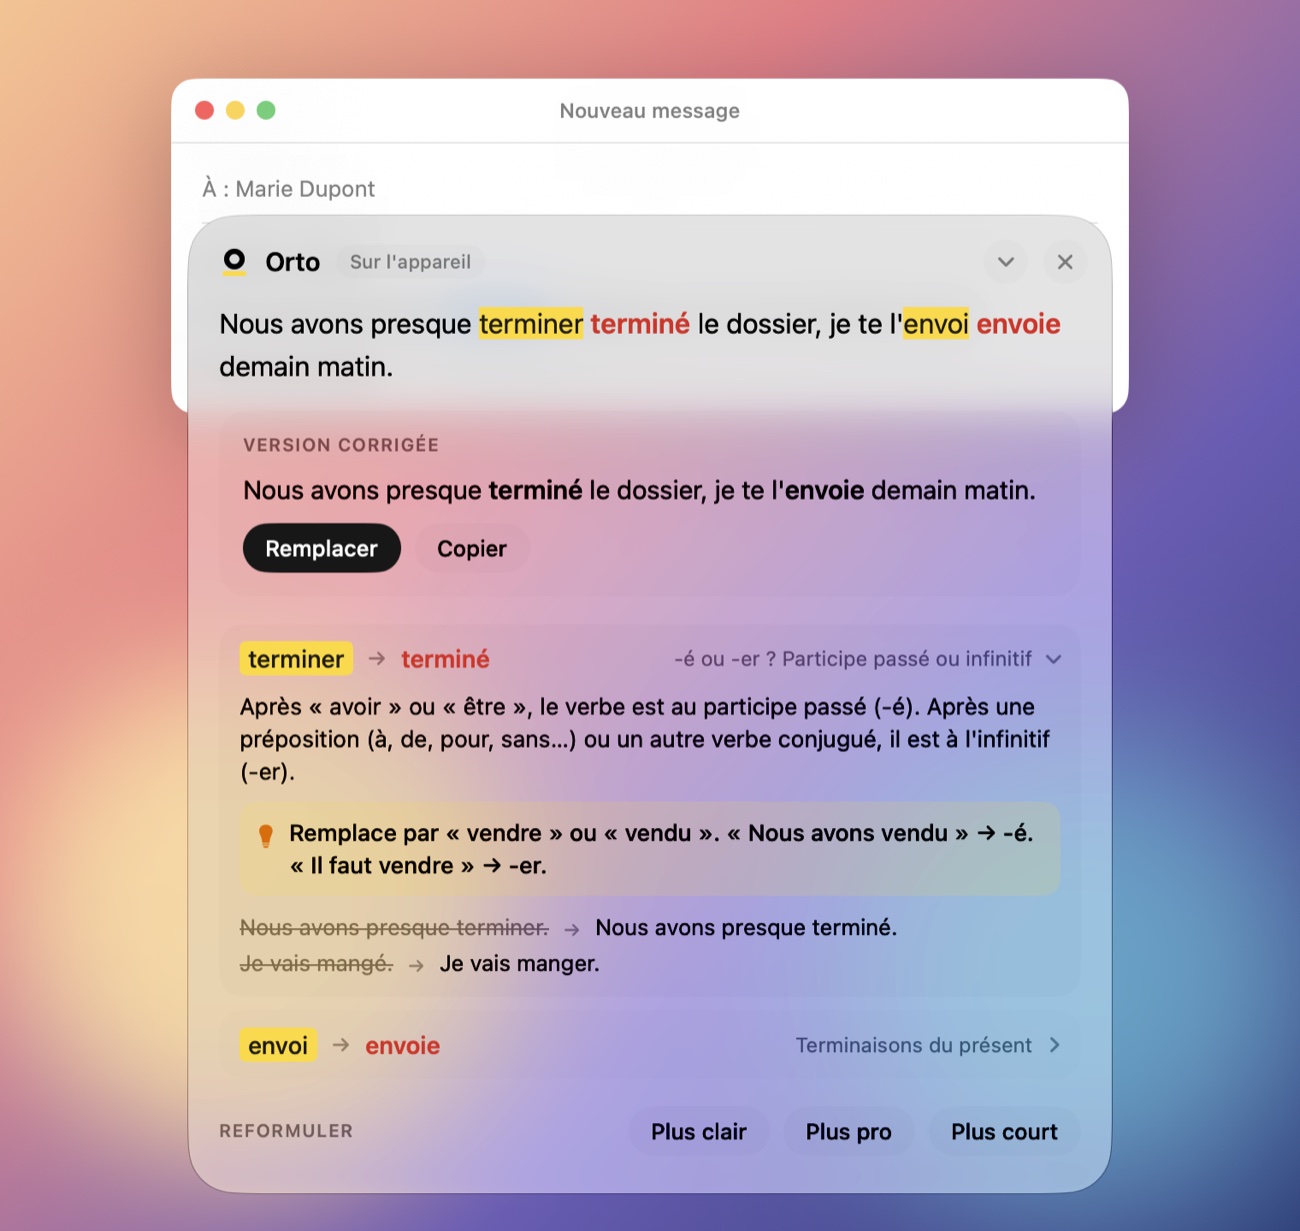 Nouveau message
À : Marie Dupont
Orto Sur l'appareil
Nous avons presque terminer terminé le dossier, je te l'envoi envoie
demain matin.
VERSION CORRIGÉE
Nous avons presque terminé le dossier, je te l'envoie demain matin.
Remplacer Copier
terminer → terminé -é ou -er ? Participe passé ou infinitif
Après « avoir » ou « être », le verbe est au participe passé (-é). Après une
préposition (à, de, pour, sans…) ou un autre verbe conjugué, il est à l'infinitif
(-er).
Remplace par « vendre » ou « vendu ». « Nous avons vendu » → -é.
« Il faut vendre » → -er.
Nous avons presque terminer. → Nous avons presque terminé.
Je vais mangé. → Je vais manger.
envoi → envoie Terminaisons du présent
REFORMULER Plus clair Plus pro Plus court